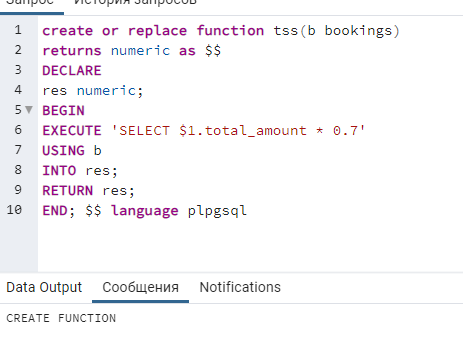 Запрос История запросов
1 create or replace function tss(b bookings)
2 returns numeric as $$
3 DECLARE
4 res numeric;
5 BEGIN
6 EXECUTE 'SELECT $1.total_amount * 0.7'
7 USING b
8 INTO res;
9 RETURN res;
10 END; $$ language plpgsql
Data Output Сообщения Notifications
CREATE FUNCTION